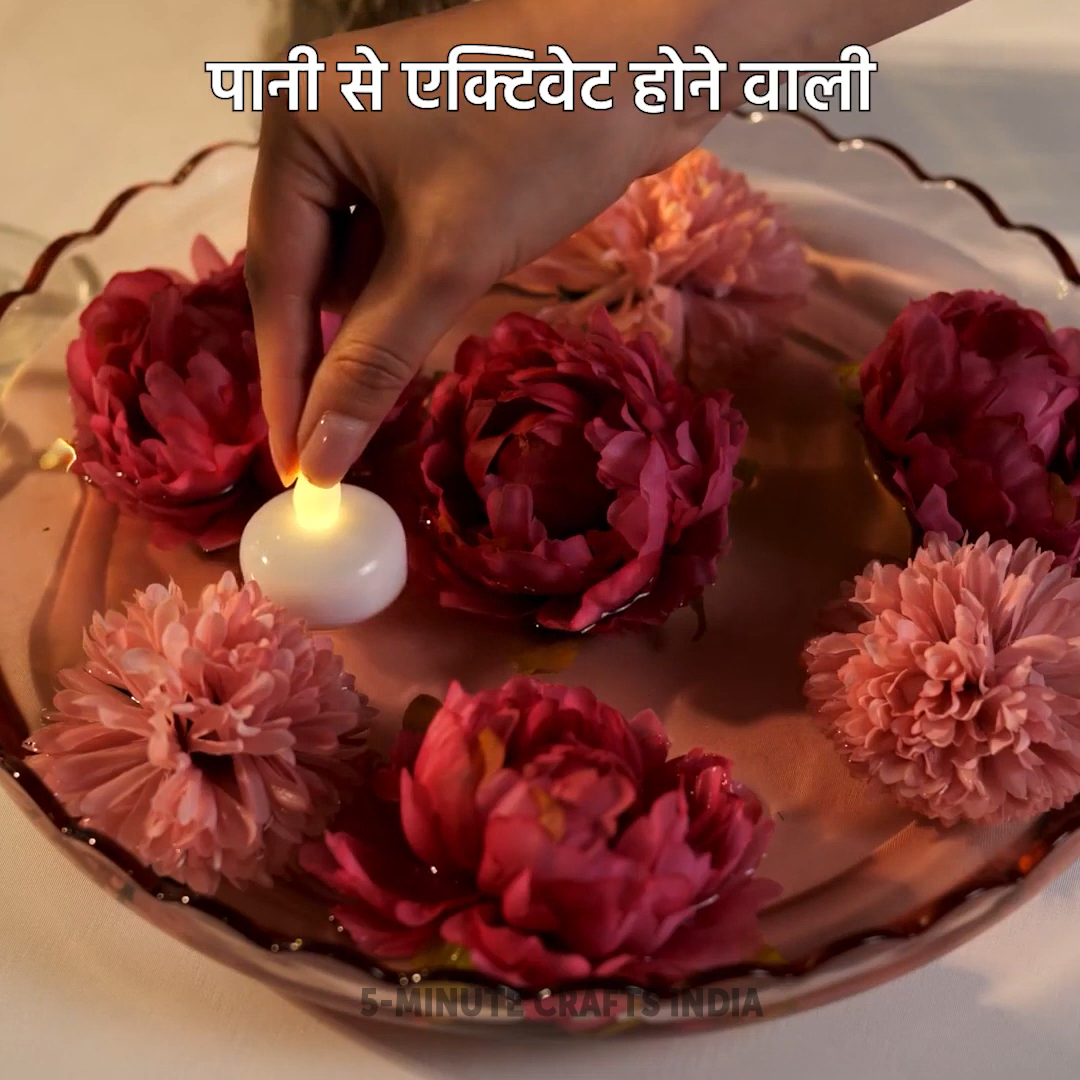 पानी से एक्टिवेट होने वाली
5-MINUTE CRAFTS INDIA